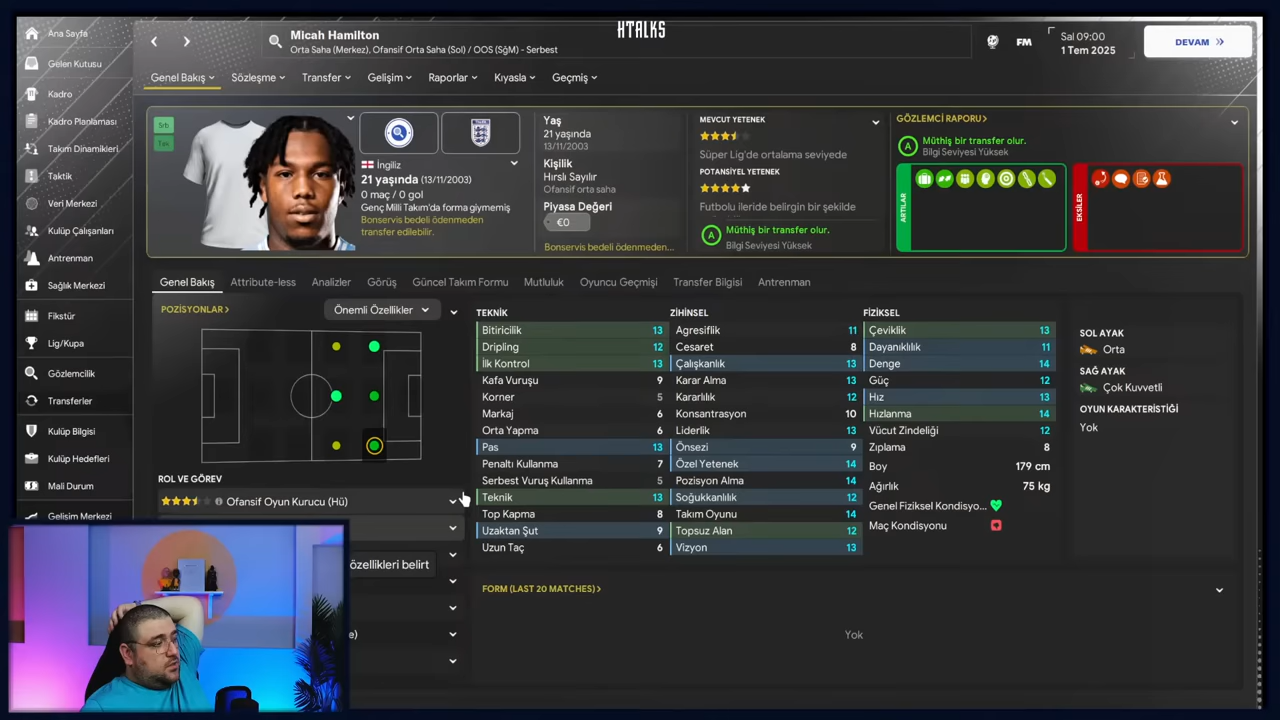 HTALKS
Ana Sayfa
Gelen Kutusu
Kadro
Kadro Planlaması
Takım Dinamikleri
Taktik
Veri Merkezi
Kulüp Çalışanları
Antrenman
Sağlık Merkezi
Fikstür
Lig/Kupa
Gözlemcilik
Transferler
Kulüp Bilgisi
Kulüp Hedefleri
Mali Durum
Gelişim Merkezi
Micah Hamilton
Orta Saha (Merkez), Ofansif Orta Saha (Sol) / OOS (SğM) - Serbest
FM
Sal 09:00
1 Tem 2025
DEVAM
Genel Bakış
Sözleşme
Transfer
Gelişim
Raporlar
Kıyasla
Geçmiş
Srb
Tak
İngiliz
21 yaşında (13/11/2003)
0 maç / 0 gol
Genç Milli Takım'da forma giymemiş
Bonservis bedeli ödenmeden
transfer edilebilir.
Yaş
21 yaşında
13/11/2003
Kişilik
Hırslı Sayılır
Ofansif orta saha
Piyasa Değeri
€0
Bonservis bedeli ödenmeden...
MEVCUT YETENEK
Süper Lig'de ortalama seviyede
POTANSİYEL YETENEK
Futbolu ileride belirgin bir şekilde
A
Müthiş bir transfer olur.
Bilgi Seviyesi Yüksek
GÖZLEMCİ RAPORU
A
Müthiş bir transfer olur.
Bilgi Seviyesi Yüksek
ARTILAR
EKSİLER
Genel Bakış
Attribute-less
Analizler
Görüş
Güncel Takım Formu
Mutluluk
Oyuncu Geçmişi
Transfer Bilgisi
Antrenman
POZİSYONLAR
Önemli Özellikler
ROL VE GÖREV
Ofansif Oyun Kurucu (Hü)
özellikleri belirt
e)
TEKNİK
Bitiricilik 13
Dripling 12
İlk Kontrol 13
Kafa Vuruşu 9
Korner 5
Markaj 6
Orta Yapma 6
Pas 13
Penaltı Kullanma 7
Serbest Vuruş Kullanma 5
Teknik 13
Top Kapma 8
Uzaktan Şut 9
Uzun Taç 6
ZİHİNSEL
Agresiflik 11
Cesaret 8
Çalışkanlık 13
Karar Alma 13
Kararlılık 12
Konsantrasyon 10
Liderlik 13
Önsezi 9
Özel Yetenek 14
Pozisyon Alma 14
Soğukkanlılık 12
Takım Oyunu 14
Topsuz Alan 12
Vizyon 13
FİZİKSEL
Çeviklik 13
Dayanıklılık 11
Denge 14
Güç 12
Hız 13
Hızlanma 14
Vücut Zindeliği 12
Zıplama 8
Boy 179 cm
Ağırlık 75 kg
Genel Fiziksel Kondisyo...
Maç Kondisyonu
SOL AYAK
Orta
SAĞ AYAK
Çok Kuvvetli
OYUN KARAKTERİSTİĞİ
Yok
FORM (LAST 20 MATCHES)
Yok